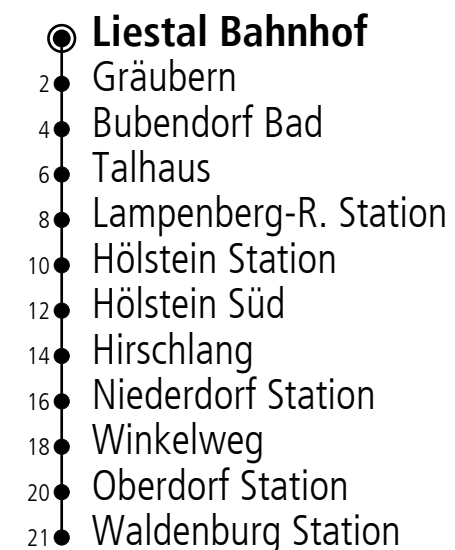 Liestal Bahnhof
2 Gräubern
4 Bubendorf Bad
6 Talhaus
8 Lampenberg-R. Station
10 Hölstein Station
12 Hölstein Süd
14 Hirschlang
16 Niederdorf Station
18 Winkelweg
20 Oberdorf Station
21 Waldenburg Station